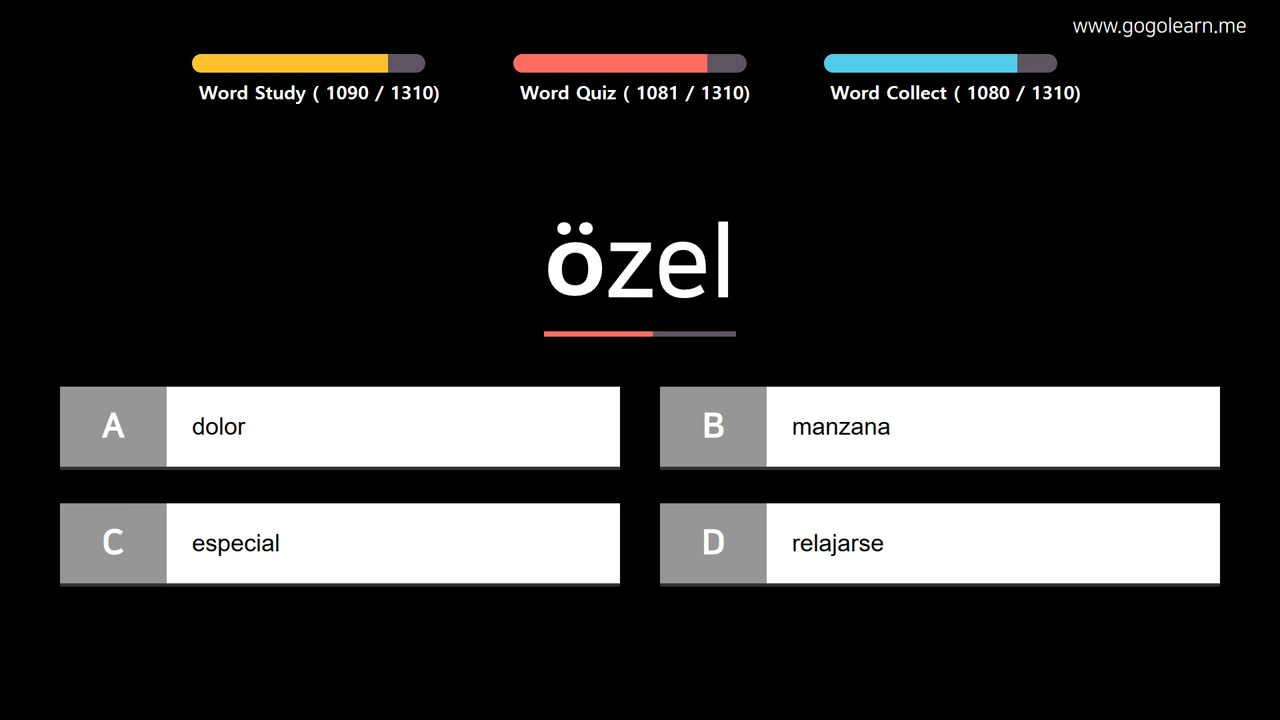 www.gogolearn.me
Word Study ( 1090 / 1310)
Word Quiz ( 1081 / 1310)
Word Collect ( 1080 / 1310)
özel
A dolor
B manzana
C especial
D relajarse